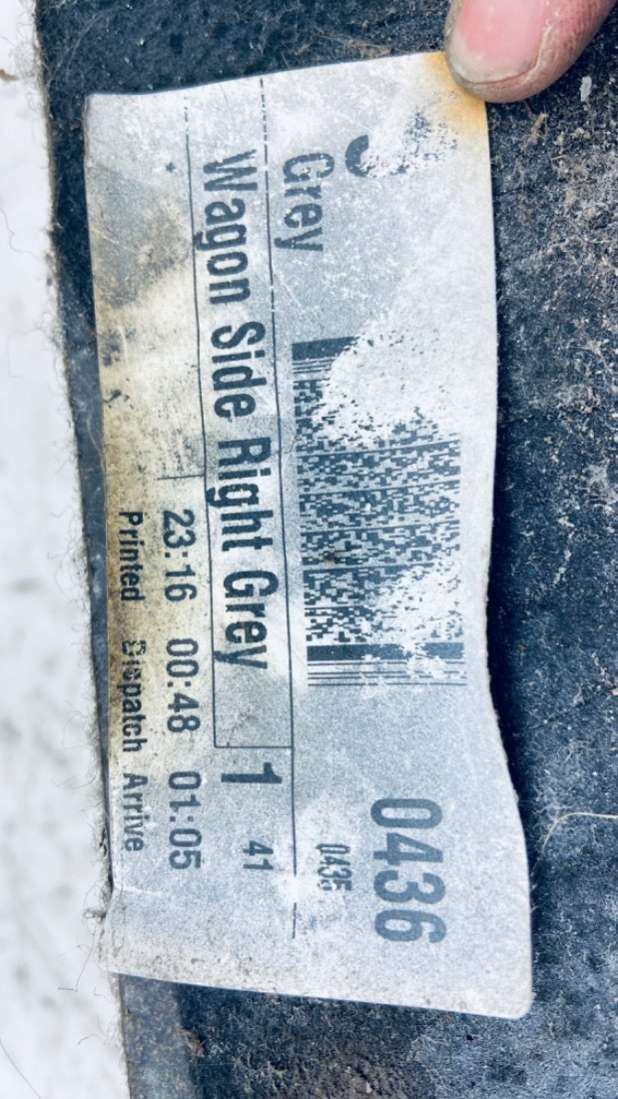 Grey
0436
0435
Wagon Side Right Grey 1 41
23:16 00:48 01:05
Printed Dispatch Arrive